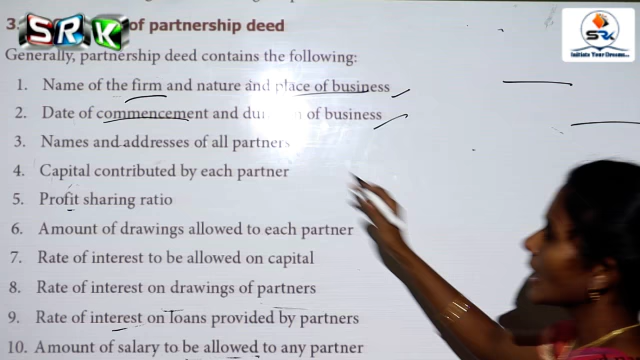 3.
SRK
of partnership deed
Generally, partnership deed contains the following:
1. Name of the firm and nature and place of business
2. Date of commencement and of business
3. Names and addresses of all partners
4. Capital contributed by each partner
5. Profit sharing ratio
6. Amount of drawings allowed to each partner
7. Rate of interest to be allowed on capital
8. Rate of interest on drawings of partners
9. Rate of interest on loans provided by partners
10. Amount of salary to be allowed to any partner
SRK
Initiate Your Dreams...